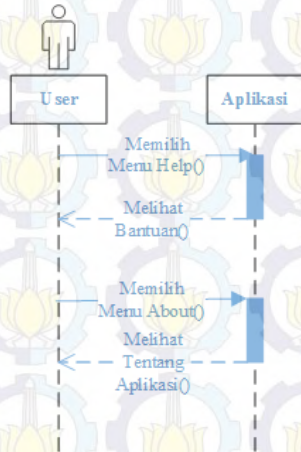 User
Aplikasi
Memilih
Menu Help()
Melihat
Bantuan()
Memilih
Menu About()
Melihat
Tentang
Aplikasi()